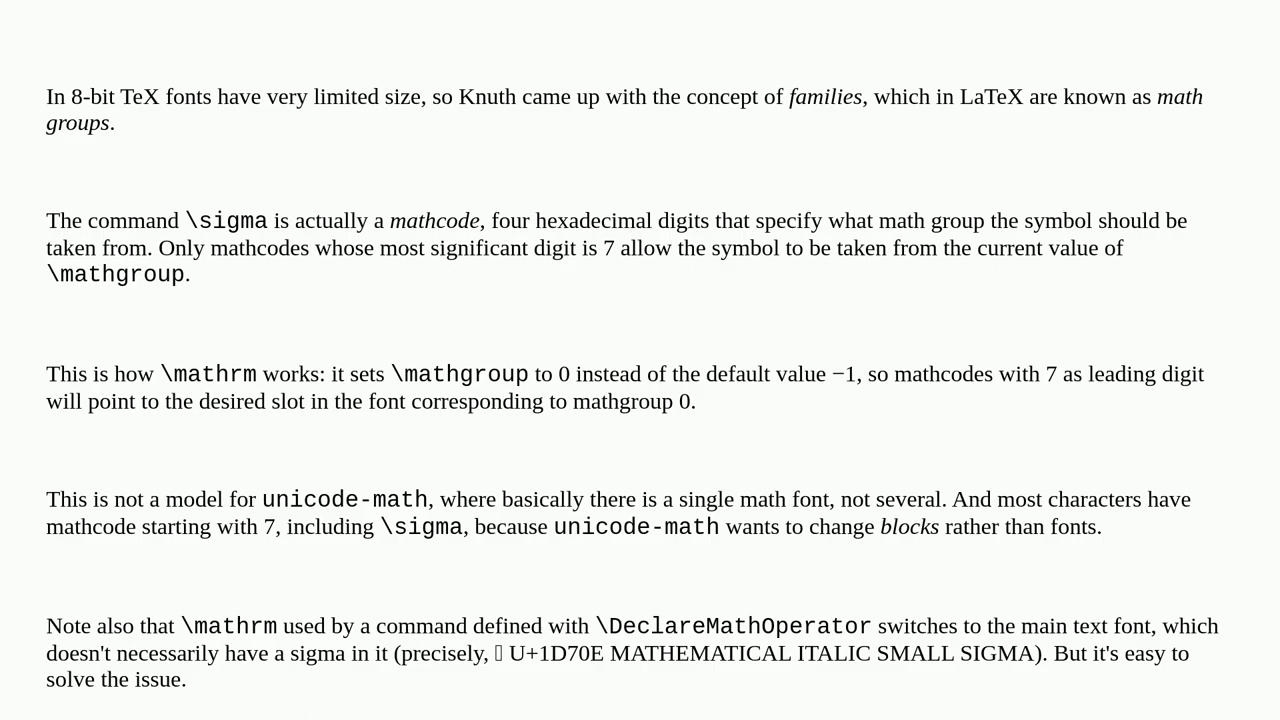 In 8-bit TeX fonts have very limited size, so Knuth came up with the concept of families, which in LaTeX are known as math
groups.
The command \sigma is actually a mathcode, four hexadecimal digits that specify what math group the symbol should be
taken from. Only mathcodes whose most significant digit is 7 allow the symbol to be taken from the current value of
\mathgroup.
This is how \mathrm works: it sets \mathgroup to 0 instead of the default value −1, so mathcodes with 7 as leading digit
will point to the desired slot in the font corresponding to mathgroup 0.
This is not a model for unicode-math, where basically there is a single math font, not several. And most characters have
mathcode starting with 7, including \sigma, because unicode-math wants to change blocks rather than fonts.
Note also that \mathrm used by a command defined with \DeclareMathOperator switches to the main text font, which
doesn't necessarily have a sigma in it (precisely, U+1D70E MATHEMATICAL ITALIC SMALL SIGMA). But it's easy to
solve the issue.